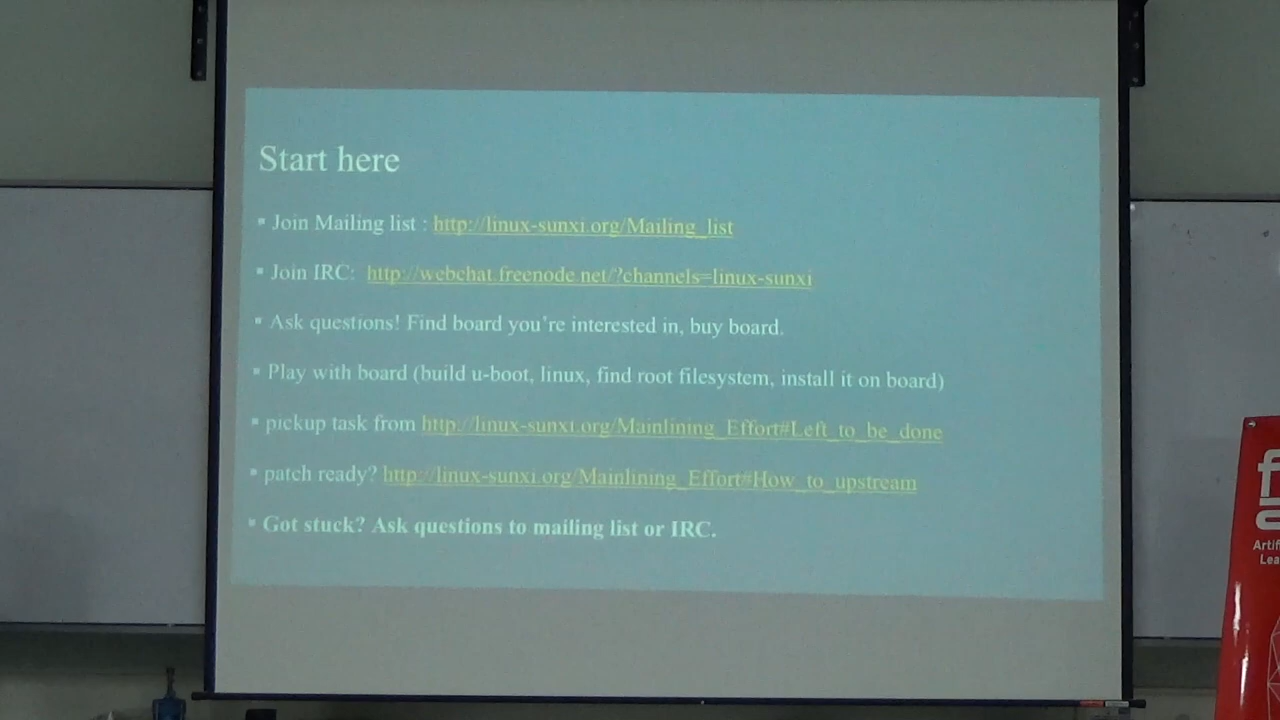 Start here
▪ Join Mailing list : http://linux-sunxi.org/Mailing_list
▪ Join IRC: http://webchat.freenode.net/?channels=linux-sunxi
▪ Ask questions! Find board you're interested in, buy board.
▪ Play with board (build u-boot, linux, find root filesystem, install it on board)
▪ pickup task from http://linux-sunxi.org/Mainlining_Effort#Left_to_be_done
▪ patch ready? http://linux-sunxi.org/Mainlining_Effort#How_to_upstream
▪ Got stuck? Ask questions to mailing list or IRC.